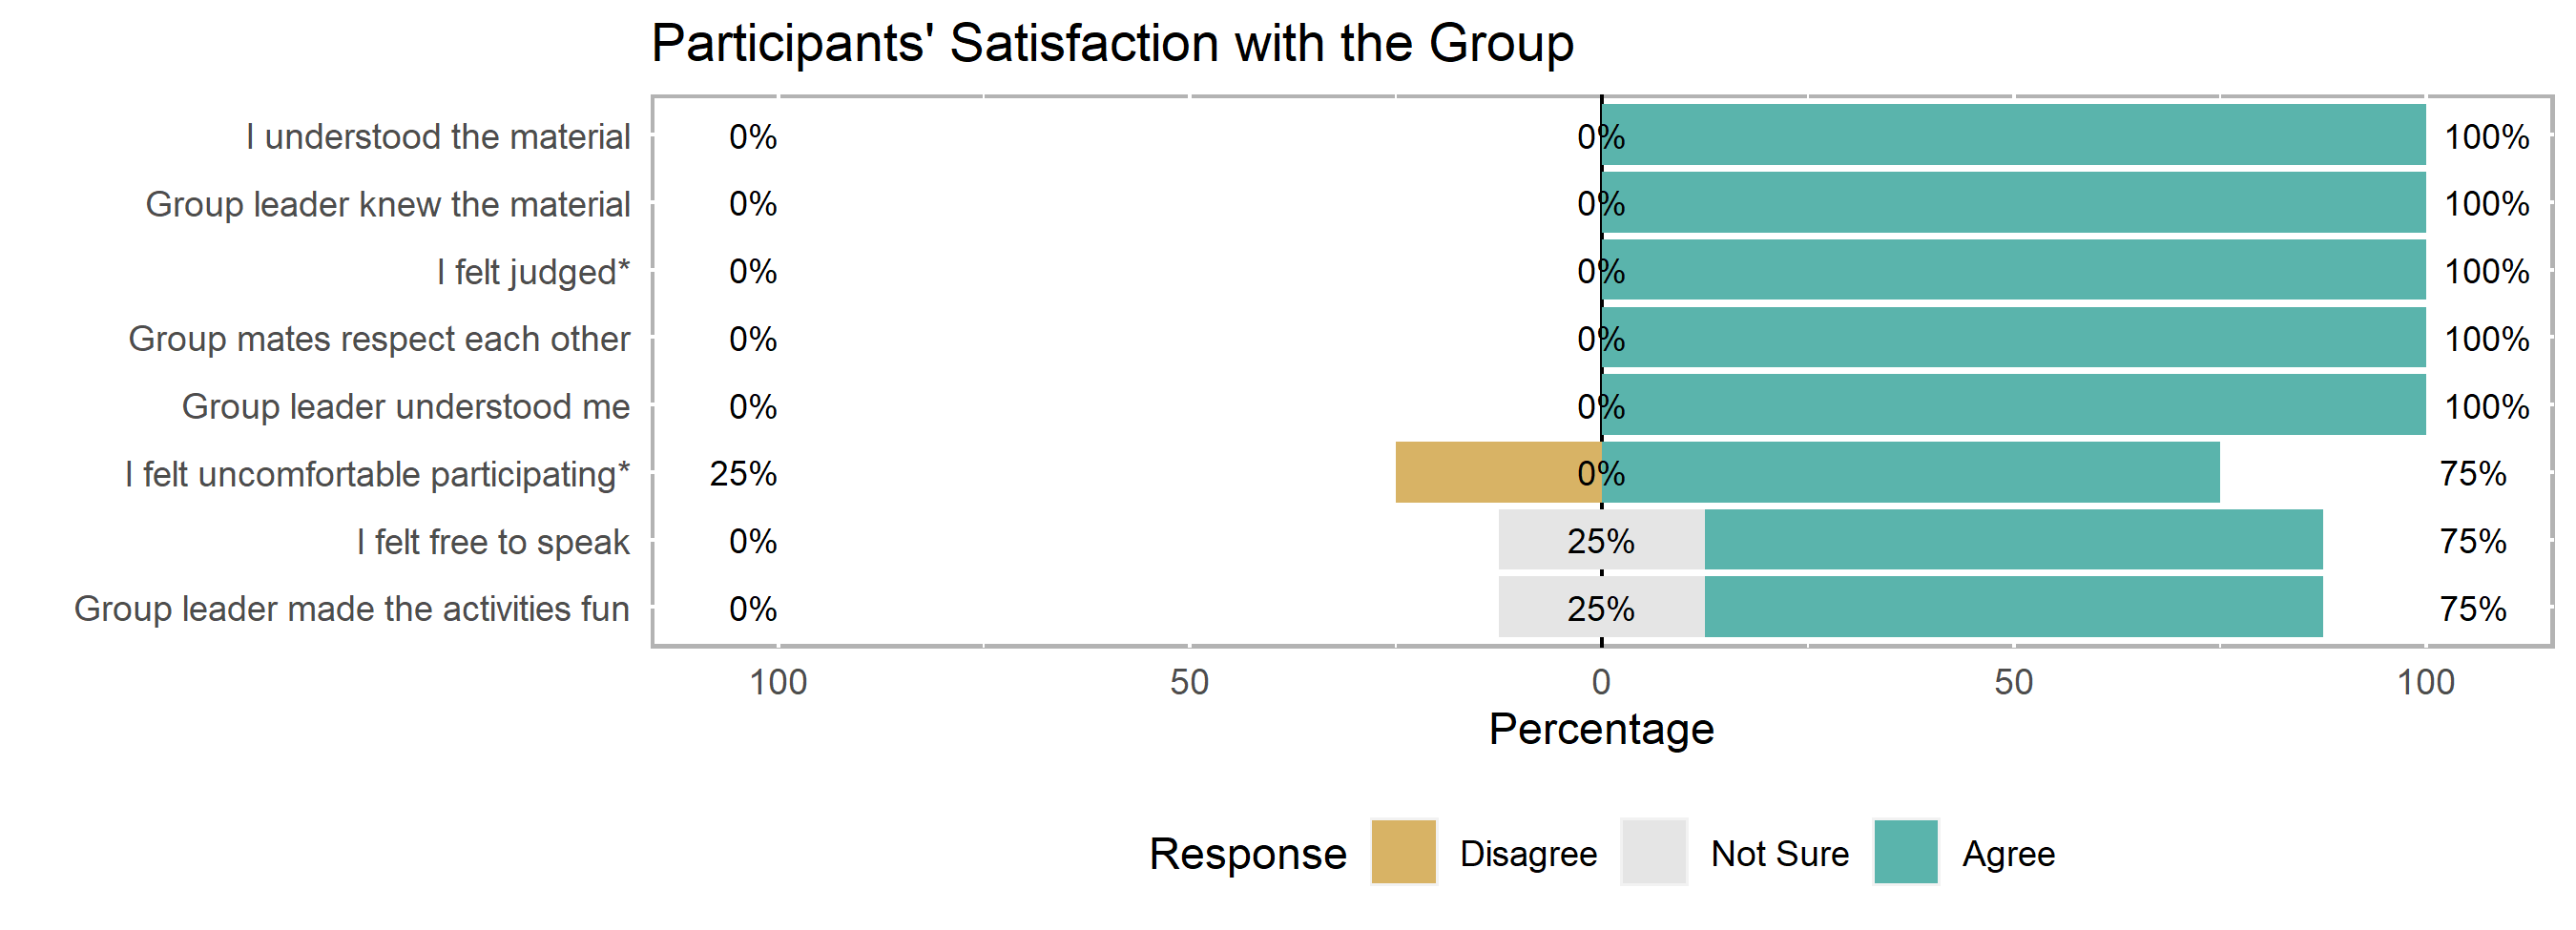 Participants' Satisfaction with the Group
I understood the material 0% 0% 100%
Group leader knew the material 0% 0% 100%
I felt judged* 0% 0% 100%
Group mates respect each other 0% 0% 100%
Group leader understood me 0% 0% 100%
I felt uncomfortable participating* 25% 0% 75%
I felt free to speak 0% 25% 75%
Group leader made the activities fun 0% 25% 75%
100 50 0 50 100
Percentage
Response Disagree Not Sure Agree